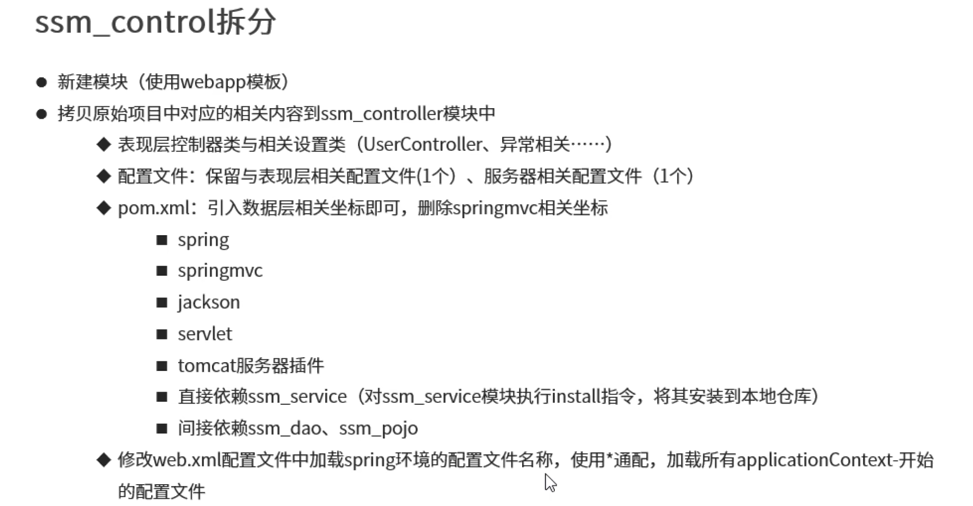 ssm_control拆分
● 新建模块（使用webapp模板）
● 拷贝原始项目中对应的相关内容到ssm_controller模块中
◆ 表现层控制器类与相关设置类（UserController、异常相关……）
◆ 配置文件：保留与表现层相关配置文件(1个）、服务器相关配置文件（1个）
◆ pom.xml：引入数据层相关坐标即可，删除springmvc相关坐标
■ spring
■ springmvc
■ jackson
■ servlet
■ tomcat服务器插件
■ 直接依赖ssm_service（对ssm_service模块执行install指令，将其安装到本地仓库）
■ 间接依赖ssm_dao、ssm_pojo
◆ 修改web.xml配置文件中加载spring环境的配置文件名称，使用*通配，加载所有applicationContext-开始
的配置文件